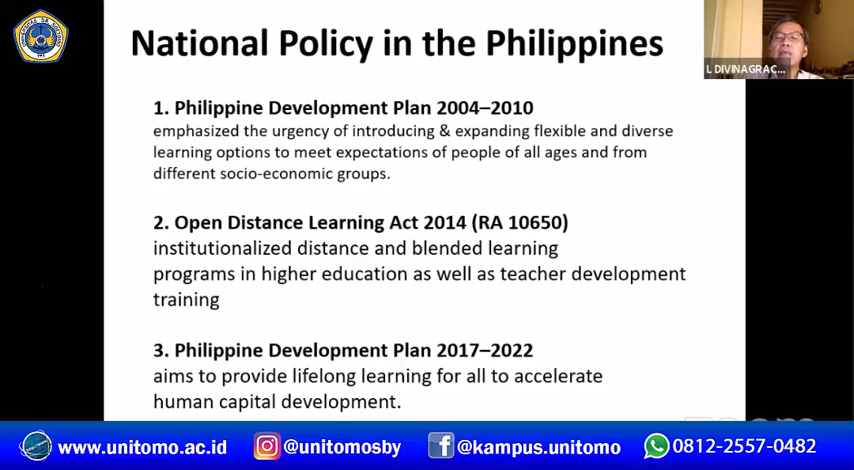 National Policy in the Philippines
L DIVINAGRAC...
1. Philippine Development Plan 2004–2010
emphasized the urgency of introducing & expanding flexible and diverse
learning options to meet expectations of people of all ages and from
different socio-economic groups.
2. Open Distance Learning Act 2014 (RA 10650)
institutionalized distance and blended learning
programs in higher education as well as teacher development
training
3. Philippine Development Plan 2017–2022
aims to provide lifelong learning for all to accelerate
human capital development.
www.unitomo.ac.id @unitomosby @kampus.unitomo 0812-2557-0482